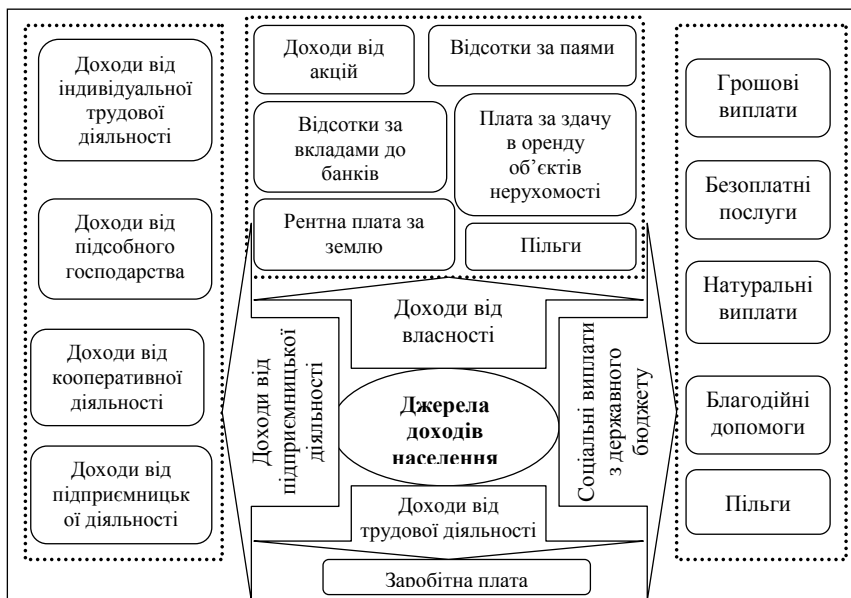 Доходи від
індивідуальної
трудової
діяльності
Доходи від
підсобного
господарства
Доходи від
кооперативної
діяльності
Доходи від
підприємницьк
ої діяльності
Доходи від
акцій
Відсотки за паями
Відсотки за
вкладами до
банків
Плата за здачу
в оренду
об’єктів
нерухомості
Рентна плата за
землю
Пільги
Доходи від
власності
Доходи від
підприємницької
діяльності
Джерела
доходів
населення
Соціальні виплати
з державного
бюджету
Доходи від
трудової діяльності
Заробітна плата
Грошові
виплати
Безоплатні
послуги
Натуральні
виплати
Благодійні
допомоги
Пільги